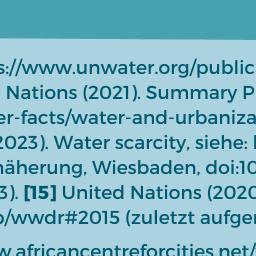 s://www.unwater.org/public
Nations (2021). Summary P
er-facts/water-and-urbaniza
2023). Water scarcity, siehe:
näherung, Wiesbaden, doi:10
3). [15] United Nations (2020
o/wwdr#2015 (zuletzt aufger
w.africancentreforcities.net/